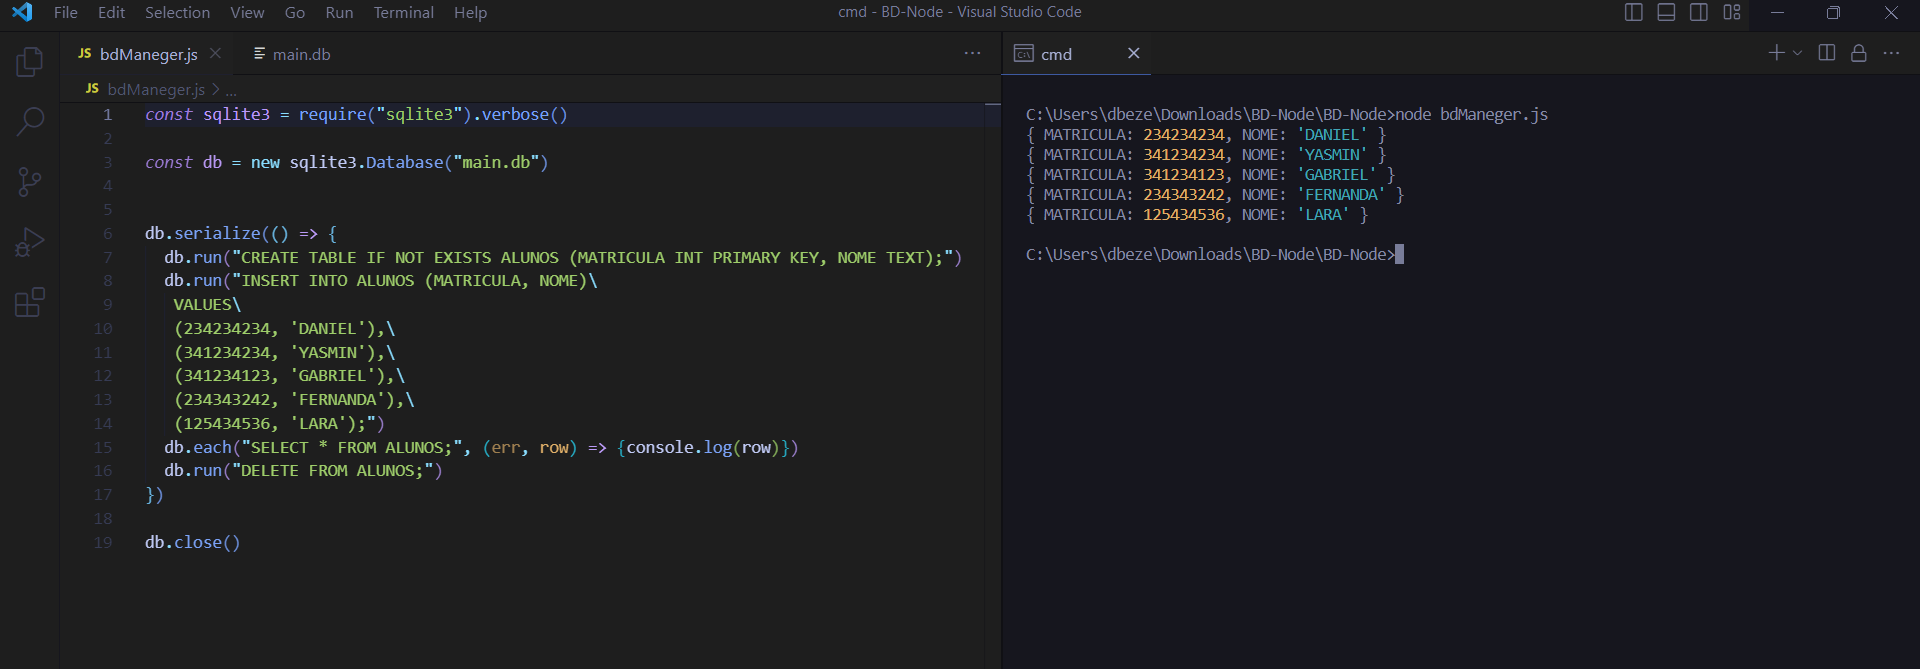 File Edit Selection View Go Run Terminal Help
cmd - BD-Node - Visual Studio Code
JS bdManeger.js
main.db
JS bdManeger.js > ...
1 const sqlite3 = require("sqlite3").verbose()
2
3 const db = new sqlite3.Database("main.db")
4
5
6 db.serialize(() => {
7 db.run("CREATE TABLE IF NOT EXISTS ALUNOS (MATRICULA INT PRIMARY KEY, NOME TEXT);")
8 db.run("INSERT INTO ALUNOS (MATRICULA, NOME)\
9 VALUES\
10 (234234234, 'DANIEL'),\
11 (341234234, 'YASMIN'),\
12 (341234123, 'GABRIEL'),\
13 (234343242, 'FERNANDA'),\
14 (125434536, 'LARA');")
15 db.each("SELECT * FROM ALUNOS;", (err, row) => {console.log(row)})
16 db.run("DELETE FROM ALUNOS;")
17 })
18
19 db.close()
cmd
C:\Users\dbeze\Downloads\BD-Node\BD-Node>node bdManeger.js
{ MATRICULA: 234234234, NOME: 'DANIEL' }
{ MATRICULA: 341234234, NOME: 'YASMIN' }
{ MATRICULA: 341234123, NOME: 'GABRIEL' }
{ MATRICULA: 234343242, NOME: 'FERNANDA' }
{ MATRICULA: 125434536, NOME: 'LARA' }
C:\Users\dbeze\Downloads\BD-Node\BD-Node>